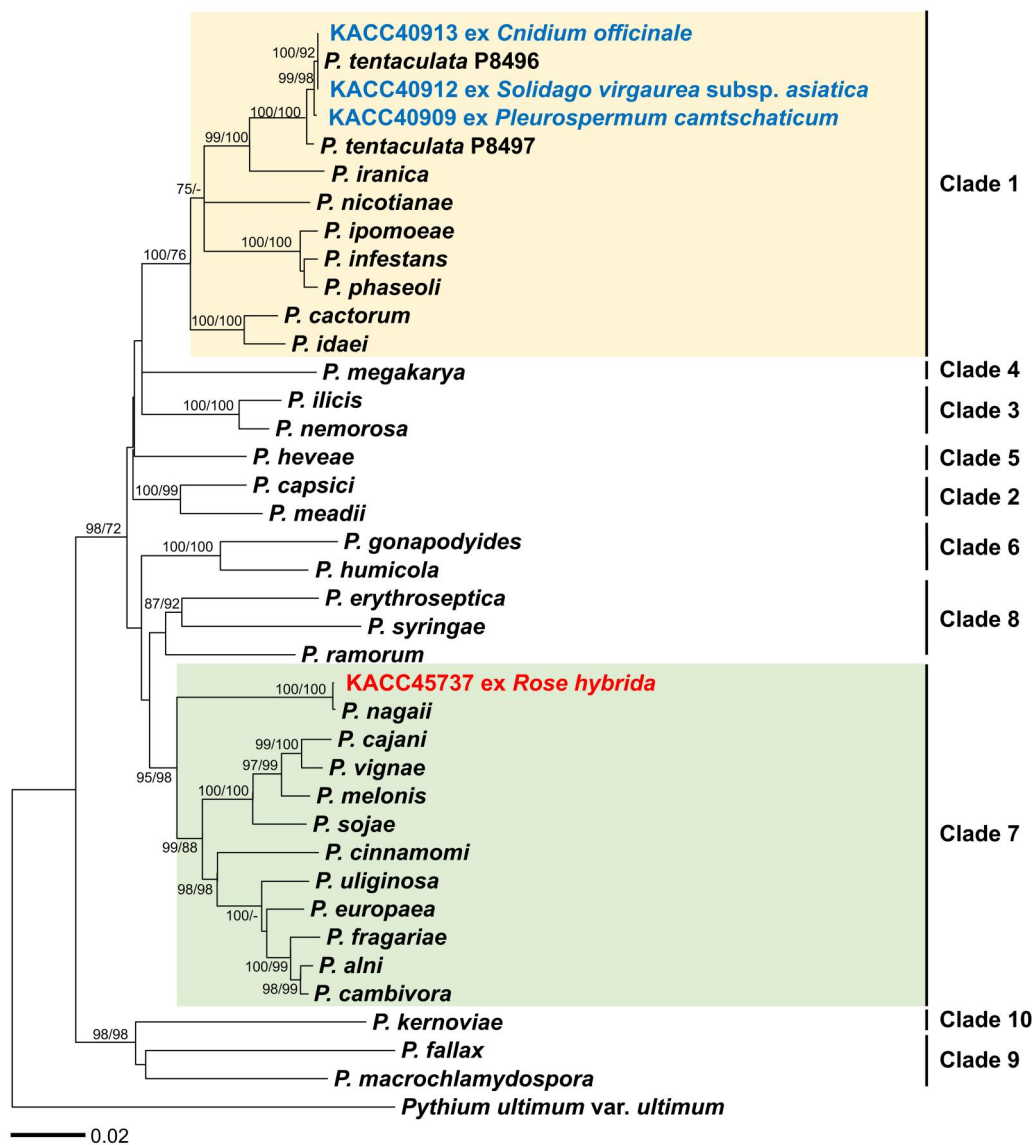 KACC40913 ex Cnidium officinale
100/92
P. tentaculata P8496
99/98
KACC40912 ex Solidago virgaurea subsp. asiatica
100/100
KACC40909 ex Pleurospermum camtschaticum
99/100
P. tentaculata P8497
P. iranica
Clade 1
75/-
P. nicotianae
P. ipomoeae
100/100
100/76
P. infestans
P. phaseoli
P. cactorum
100/100
P. idaei
P. megakarya
Clade 4
P. ilicis
100/100
Clade 3
P. nemorosa
P. heveae
Clade 5
P. capsici
100/99
Clade 2
P. meadii
98/72
P. gonapodyides
100/100
Clade 6
P. humicola
P. erythroseptica
87/92
Clade 8
P. syringae
P. ramorum
KACC45737 ex Rose hybrida
100/100
P. nagaii
P. cajani
99/100
97/99
P. vignae
95/98
100/100
P. melonis
P. sojae
Clade 7
99/88
P. cinnamomi
98/98
P. uliginosa
100/-
P. europaea
P. fragariae
100/99
P. alni
98/99
P. cambivora
P. kernoviae
Clade 10
98/98
P. fallax
Clade 9
P. macrochlamydospora
Pythium ultimum var. ultimum
0.02